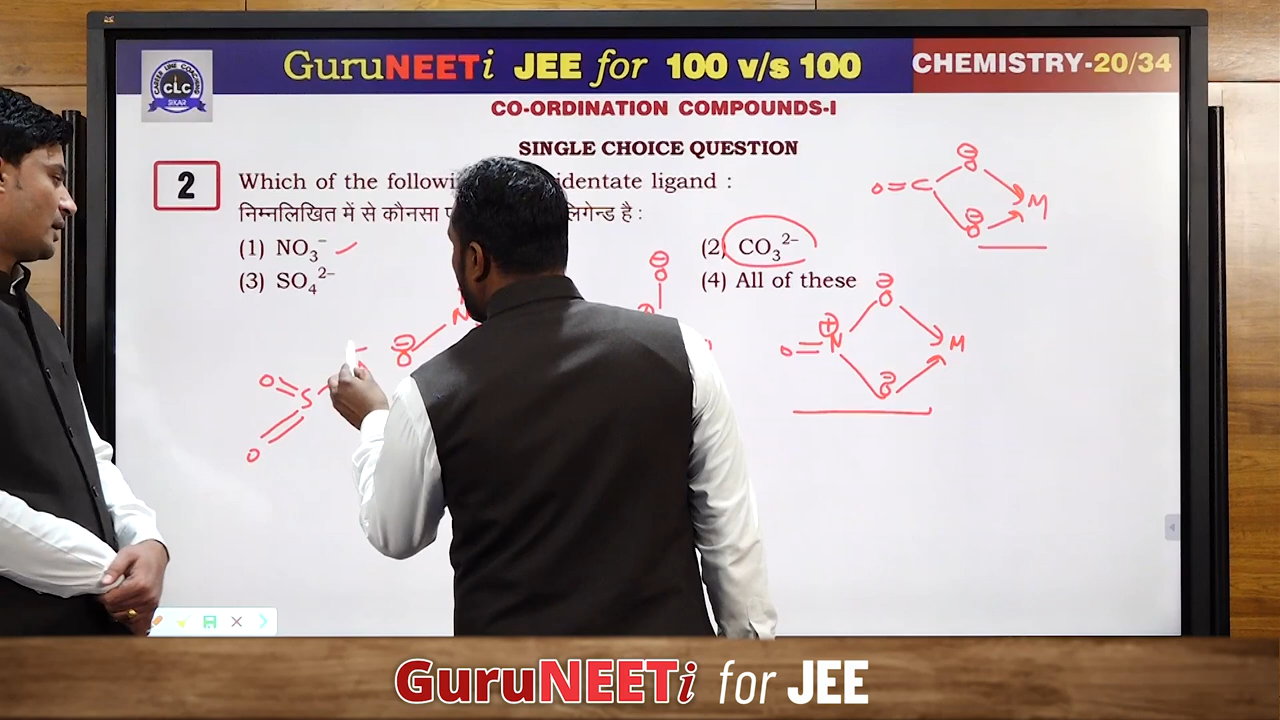 GuruNEETi JEE for 100 v/s 100
CHEMISTRY-20/34
CLC
SIKAR
CO-ORDINATION COMPOUNDS-I
SINGLE CHOICE QUESTION
2
Which of the identate ligand :
निम्नलिखित में से कौनसा लिगेन्ड है :
(1) NO₃⁻
(2) CO₃²⁻
(3) SO₄²⁻
(4) All of these
O=C
O
O
M
O=N
O
O
M
O=S
O
O
N
O
GuruNEETi for JEE